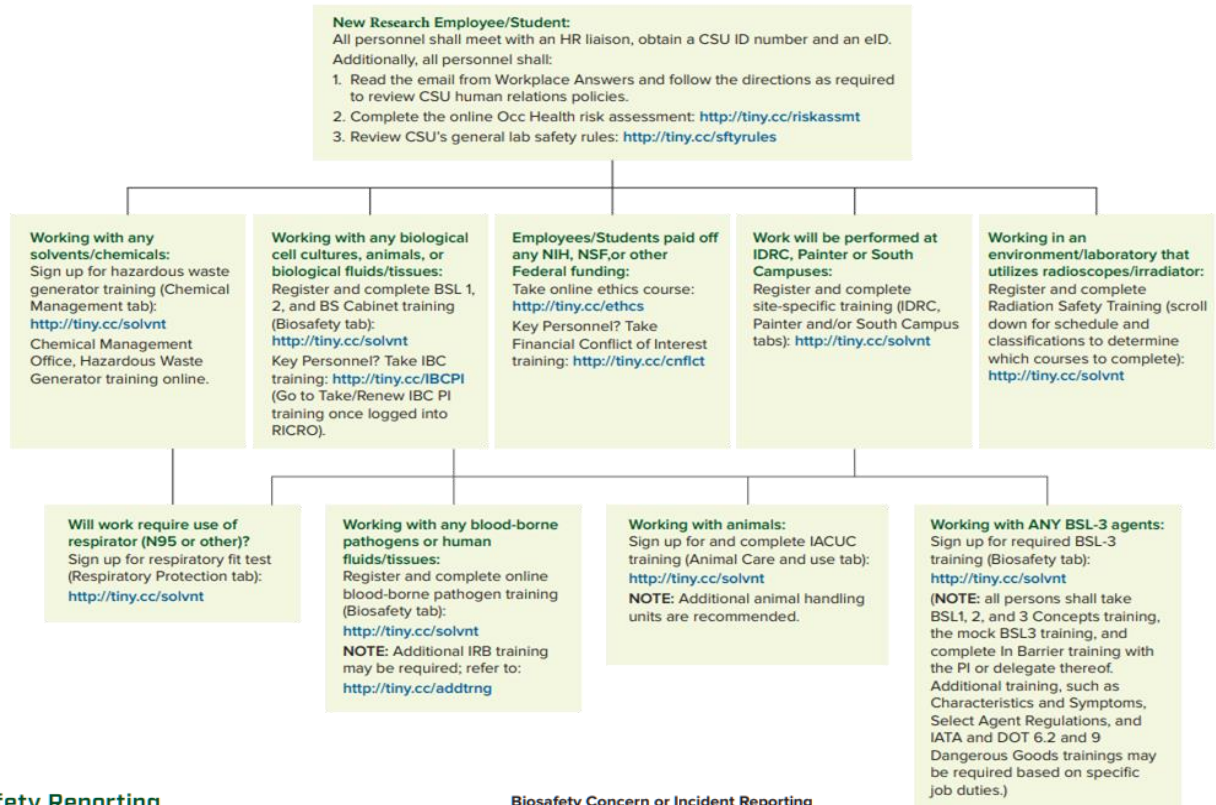 New Research Employee/Student:
All personnel shall meet with an HR liaison, obtain a CSU ID number and an eID.
Additionally, all personnel shall:
1. Read the email from Workplace Answers and follow the directions as required
to review CSU human relations policies.
2. Complete the online Occ Health risk assessment: http://tiny.cc/riskassmt
3. Review CSU's general lab safety rules: http://tiny.cc/sftyrules
Working with any
solvents/chemicals:
Sign up for hazardous waste
generator training (Chemical
Management tab):
http://tiny.cc/solvnt
Chemical Management
Office, Hazardous Waste
Generator training online.
Working with any biological
cell cultures, animals, or
biological fluids/tissues:
Register and complete BSL 1,
2, and BS Cabinet training
(Biosafety tab):
http://tiny.cc/solvnt
Key Personnel? Take IBC
training: http://tiny.cc/IBCPI
(Go to Take/Renew IBC PI
training once logged into
RICRO).
Employees/Students paid off
any NIH, NSF,or other
Federal funding:
Take online ethics course:
http://tiny.cc/ethcs
Key Personnel? Take
Financial Conflict of Interest
training: http://tiny.cc/cnflct
Work will be performed at
IDRC, Painter or South
Campuses:
Register and complete
site-specific training (IDRC,
Painter and/or South Campus
tabs): http://tiny.cc/solvnt
Working in an
environment/laboratory that
utilizes radioscopes/irradiator:
Register and complete
Radiation Safety Training (scroll
down for schedule and
classifications to determine
which courses to complete):
http://tiny.cc/solvnt
Will work require use of
respirator (N95 or other)?
Sign up for respiratory fit test
(Respiratory Protection tab):
http://tiny.cc/solvnt
Working with any blood-borne
pathogens or human
fluids/tissues:
Register and complete online
blood-borne pathogen training
(Biosafety tab):
http://tiny.cc/solvnt
NOTE: Additional IRB training
may be required; refer to:
http://tiny.cc/addtrng
Working with animals:
Sign up for and complete IACUC
training (Animal Care and use tab):
http://tiny.cc/solvnt
NOTE: Additional animal handling
units are recommended.
Working with ANY BSL-3 agents:
Sign up for required BSL-3
training (Biosafety tab):
http://tiny.cc/solvnt
(NOTE: all persons shall take
BSL1, 2, and 3 Concepts training,
the mock BSL3 training, and
complete In Barrier training with
the PI or delegate thereof.
Additional training, such as
Characteristics and Symptoms,
Select Agent Regulations, and
IATA and DOT 6.2 and 9
Dangerous Goods trainings may
be required based on specific
job duties.)
Reporting
Biosafety Concern or Incident Reporting